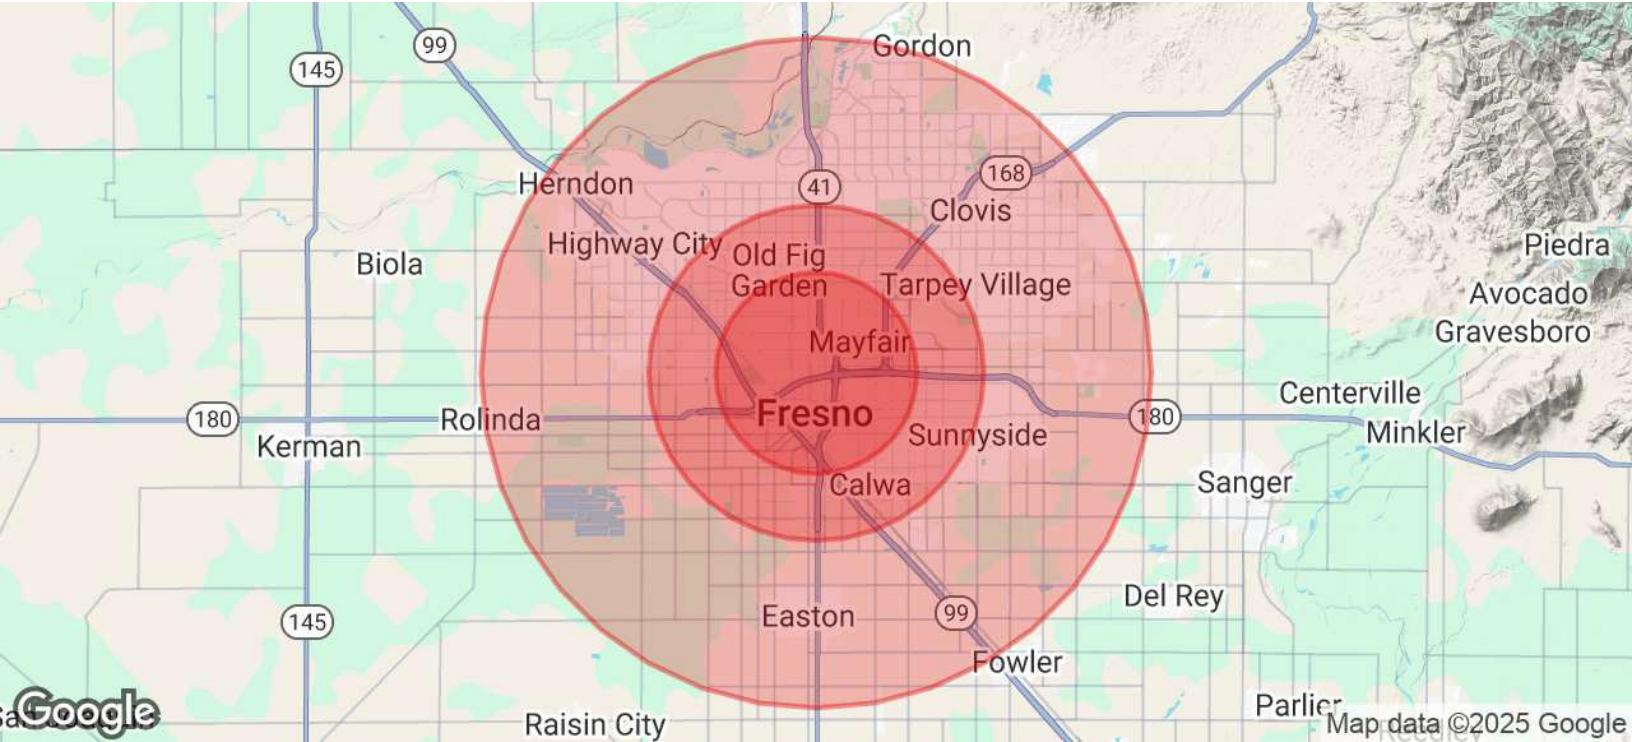 Gordon
99
145
168
Herndon
41
Clovis
Highway City
Old Fig
Garden
Piedra
Biola
Tarpey Village
Avocado
Gravesboro
Mayfair
Centerville
180
Rolinda
Fresno
180
Kerman
Sunnyside
Minkler
Calwa
Sanger
Del Rey
145
Easton
99
Fowler
Parlier
Google
Raisin City
Map data ©2025 Google